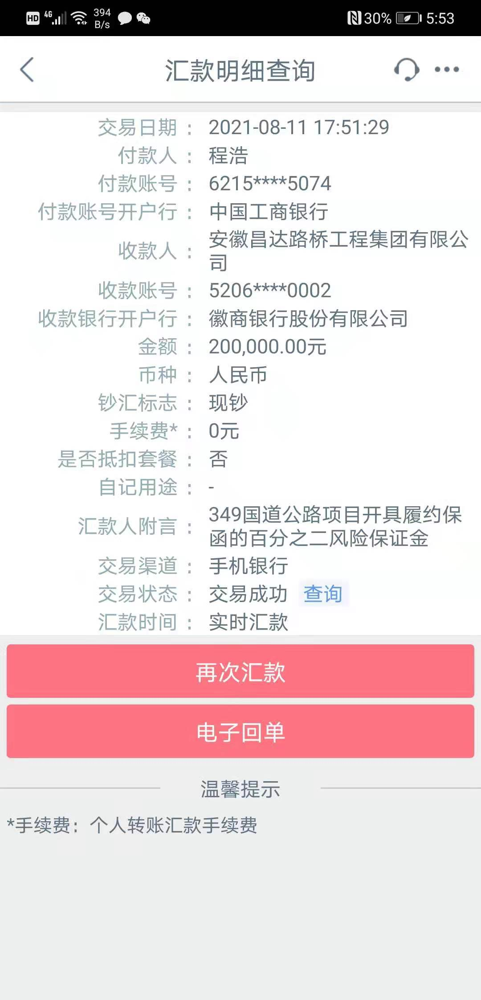 HD 4G 394 B/s 30% 5:53
汇款明细查询
交易日期 : 2021-08-11 17:51:29
付款人 : 程浩
付款账号 : 6215****5074
付款账号开户行 : 中国工商银行
收款人 : 安徽昌达路桥工程集团有限公
司
收款账号 : 5206****0002
收款银行开户行 : 徽商银行股份有限公司
金额 : 200,000.00元
币种 : 人民币
钞汇标志 : 现钞
手续费* : 0元
是否抵扣套餐 : 否
自记用途 : -
汇款人附言 : 349国道公路项目开具履约保
函的百分之二风险保证金
交易渠道 : 手机银行
交易状态 : 交易成功 查询
汇款时间 : 实时汇款
再次汇款
电子回单
温馨提示
*手续费：个人转账汇款手续费